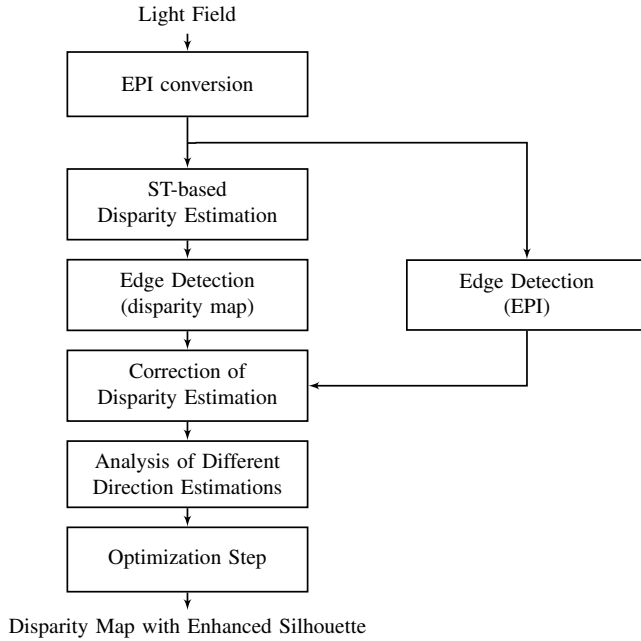 Light Field
EPI conversion
ST-based
Disparity Estimation
Edge Detection
(disparity map)
Edge Detection
(EPI)
Correction of
Disparity Estimation
Analysis of Different
Direction Estimations
Optimization Step
Disparity Map with Enhanced Silhouette